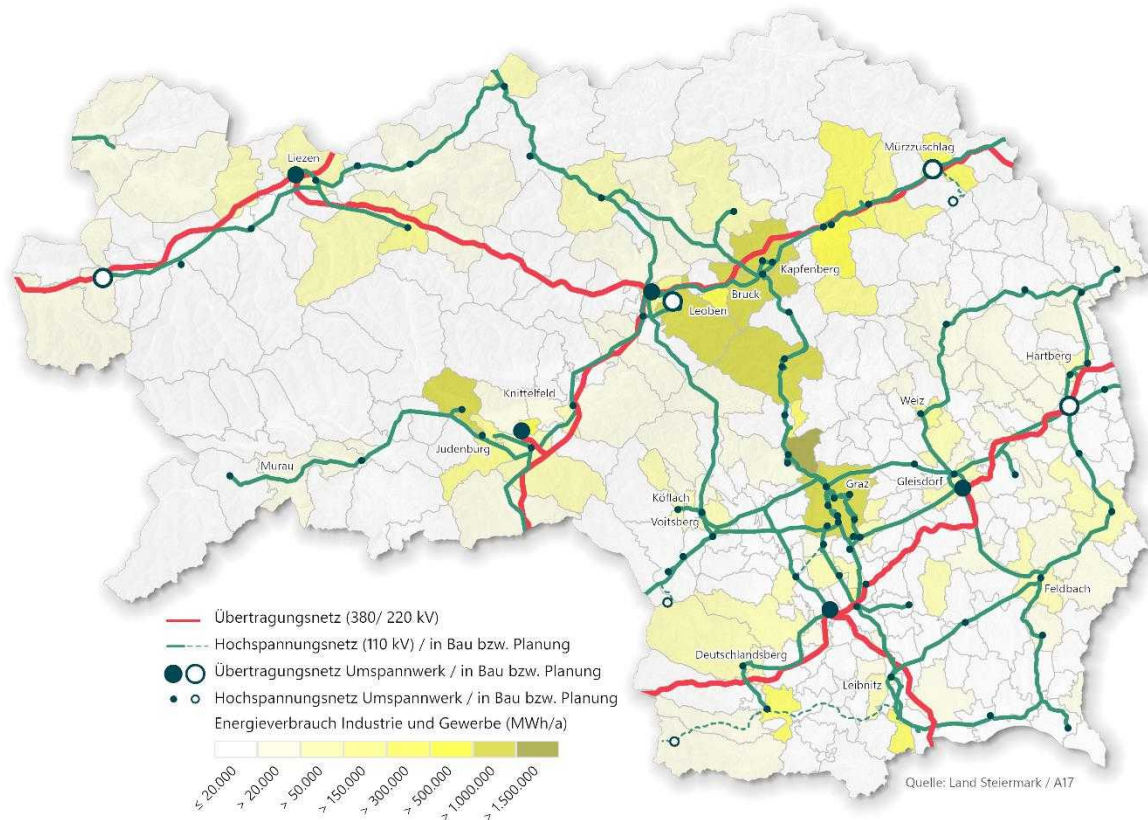 Liezen
Mürzzuschlag
Kapfenberg
Bruck
Leoben
Hartberg
Knittelfeld
Weiz
Judenburg
Murau
Graz
Gleisdorf
Köflach
Voitsberg
Feldbach
Deutschlandsberg
Leibnitz
Übertragungsnetz (380/ 220 kV)
Hochspannungsnetz (110 kV) / in Bau bzw. Planung
Übertragungsnetz Umspannwerk / in Bau bzw. Planung
Hochspannungsnetz Umspannwerk / in Bau bzw. Planung
Energieverbrauch Industrie und Gewerbe (MWh/a)
≤ 20.000
> 20.000
> 50.000
> 150.000
> 300.000
> 500.000
> 1.000.000
> 1.500.000
Quelle: Land Steiermark / A17